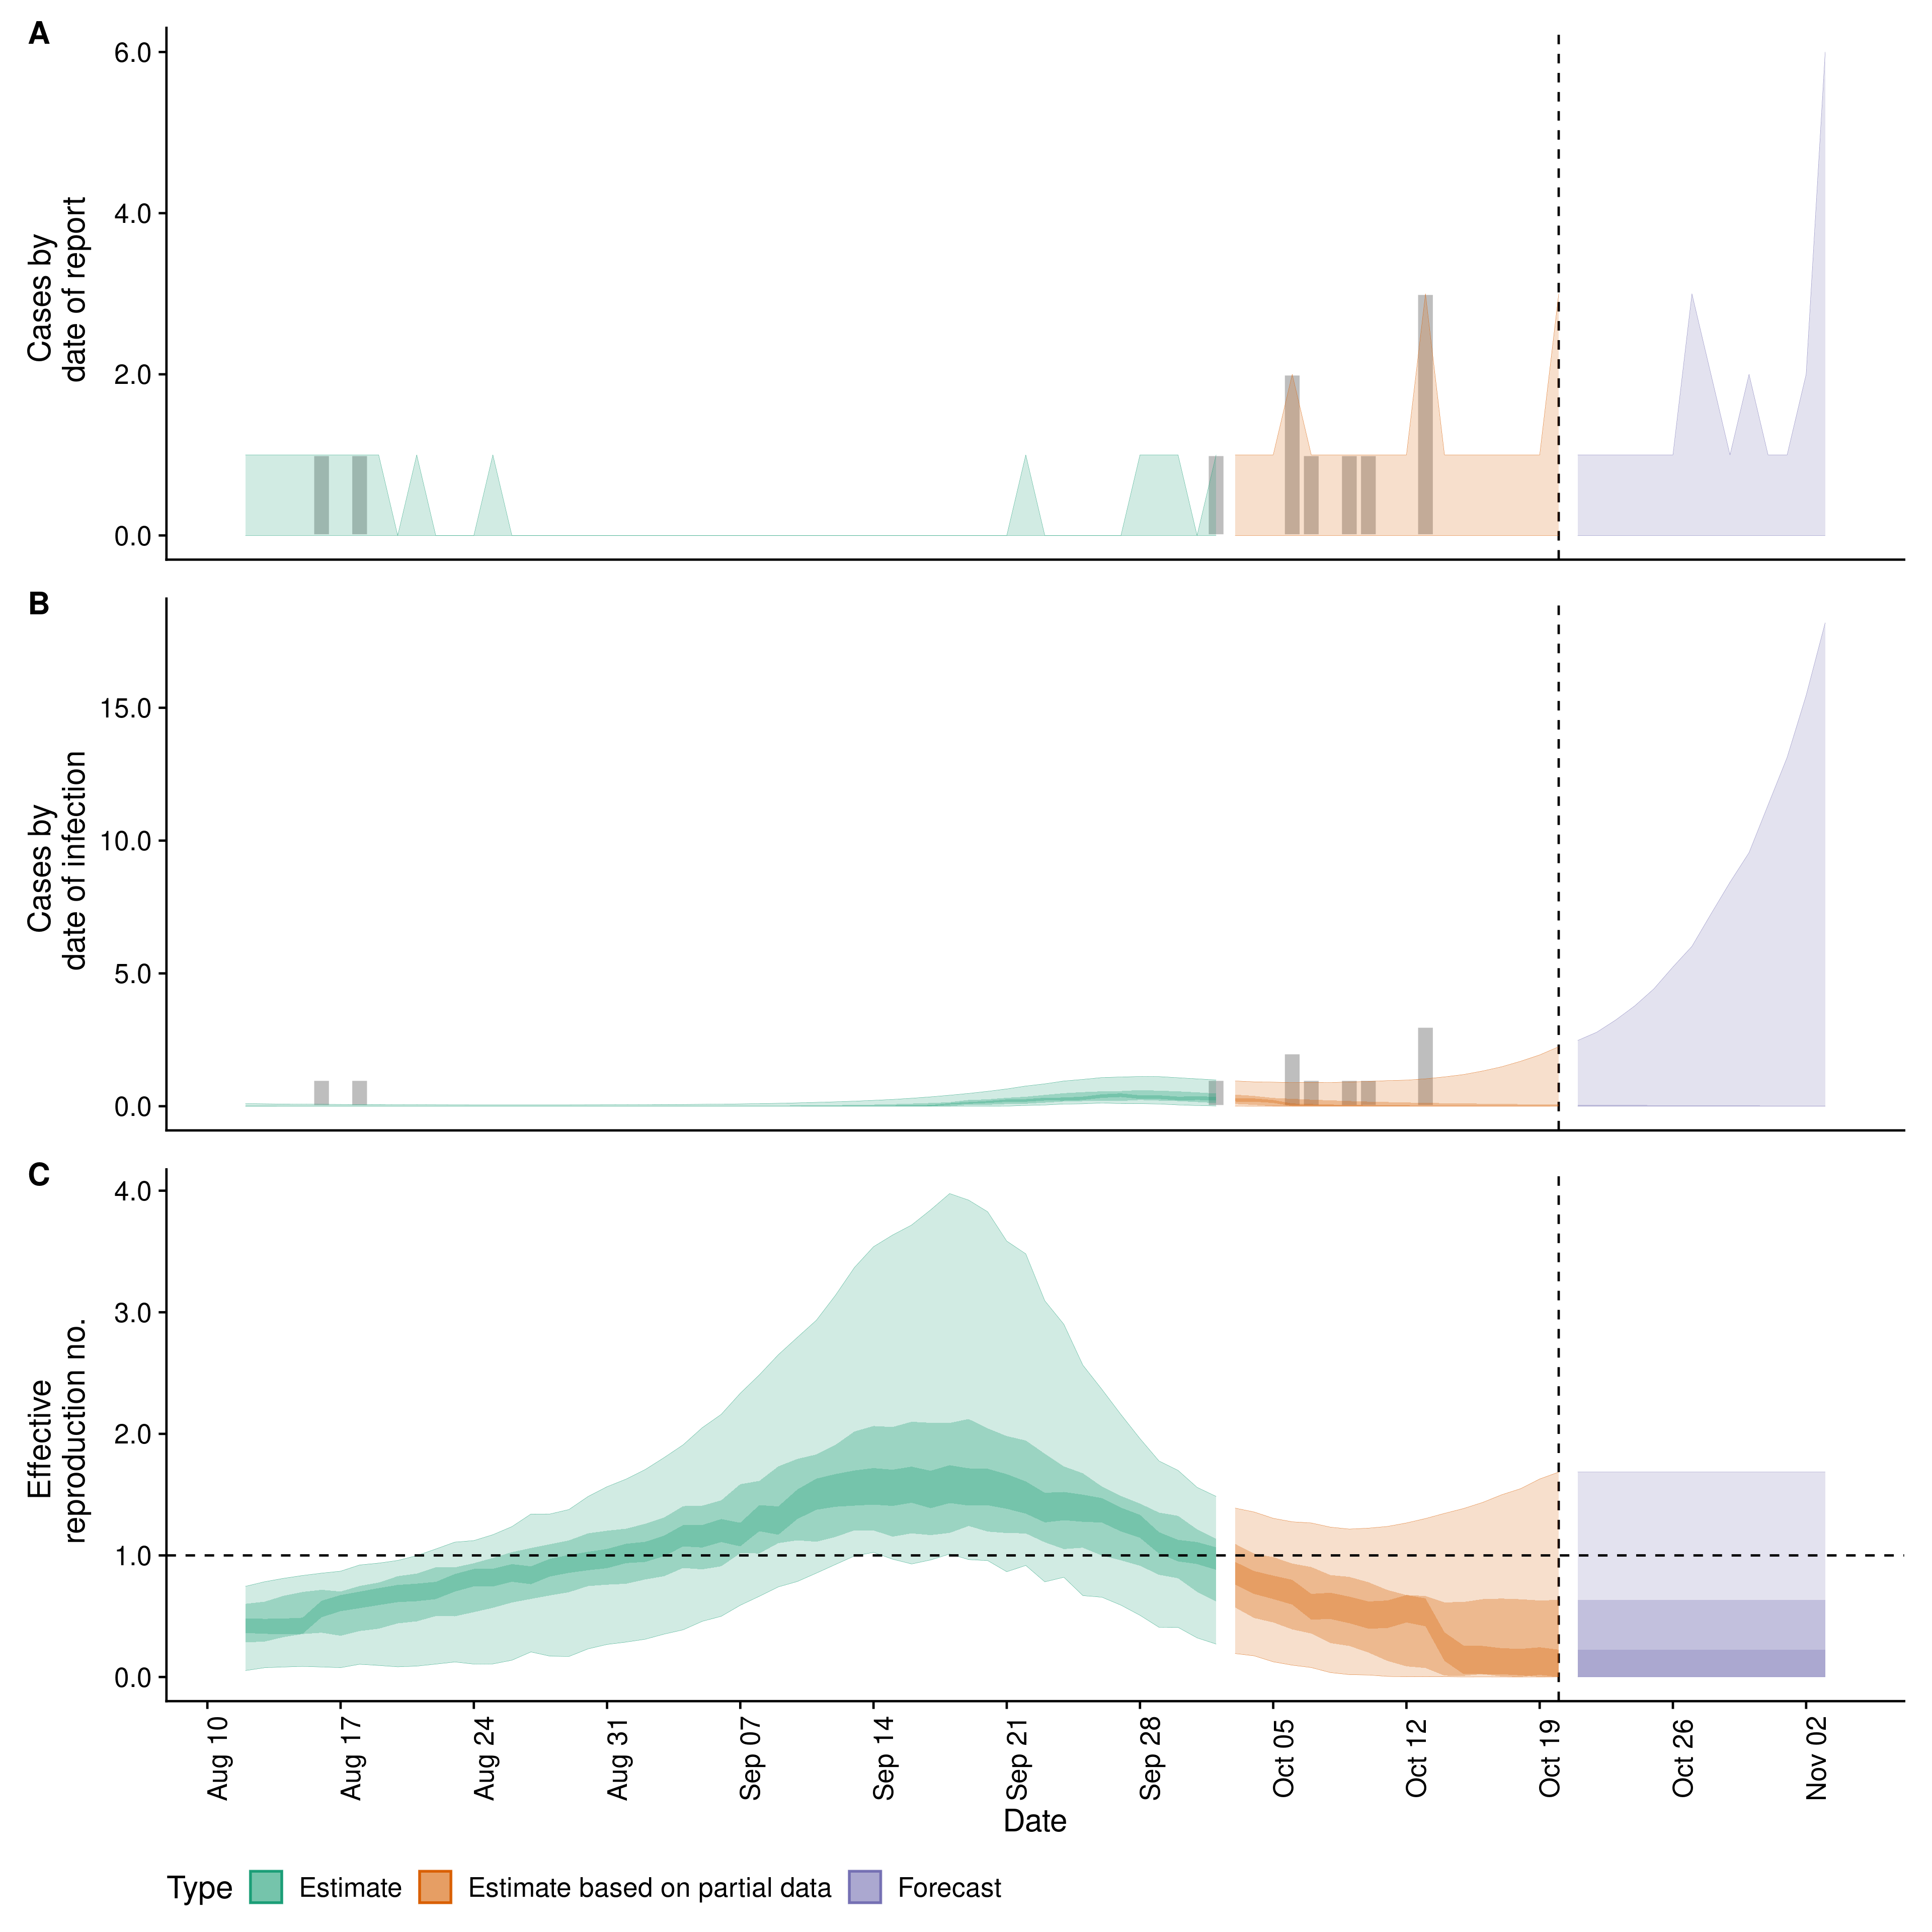 A
6.0
4.0
2.0
0.0
Cases by
date of report
B
15.0
10.0
5.0
0.0
Cases by
date of infection
C
4.0
3.0
2.0
1.0
0.0
Effective
reproduction no.
Aug 10
Aug 17
Aug 24
Aug 31
Sep 07
Sep 14
Sep 21
Sep 28
Oct 05
Oct 12
Oct 19
Oct 26
Nov 02
Date
Type Estimate Estimate based on partial data Forecast